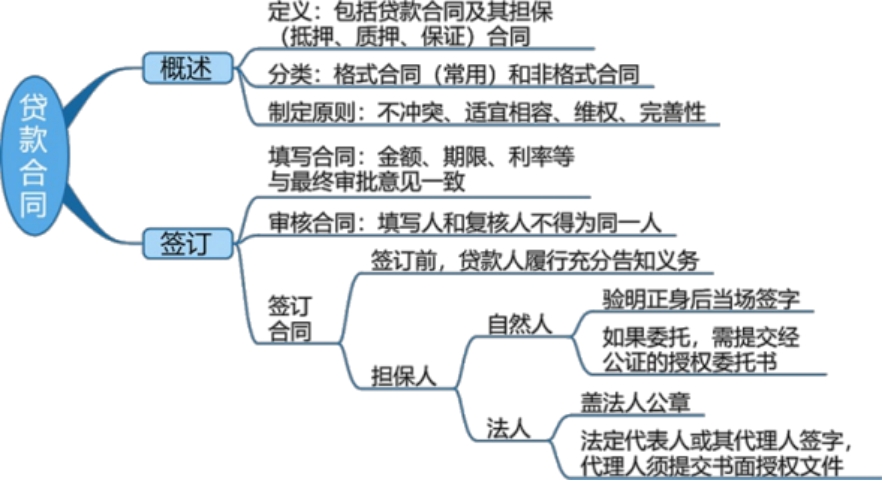 贷款合同
概述
定义：包括贷款合同及其担保
（抵押、质押、保证）合同
分类：格式合同（常用）和非格式合同
制定原则：不冲突、适宜相容、维权、完善性
签订
填写合同：金额、期限、利率等
与最终审批意见一致
审核合同：填写人和复核人不得为同一人
签订
合同
签订前，贷款人履行充分告知义务
担保人
自然人
验明正身后当场签字
如果委托，需提交经
公证的授权委托书
法人
盖法人公章
法定代表人或其代理人签字，
代理人须提交书面授权文件